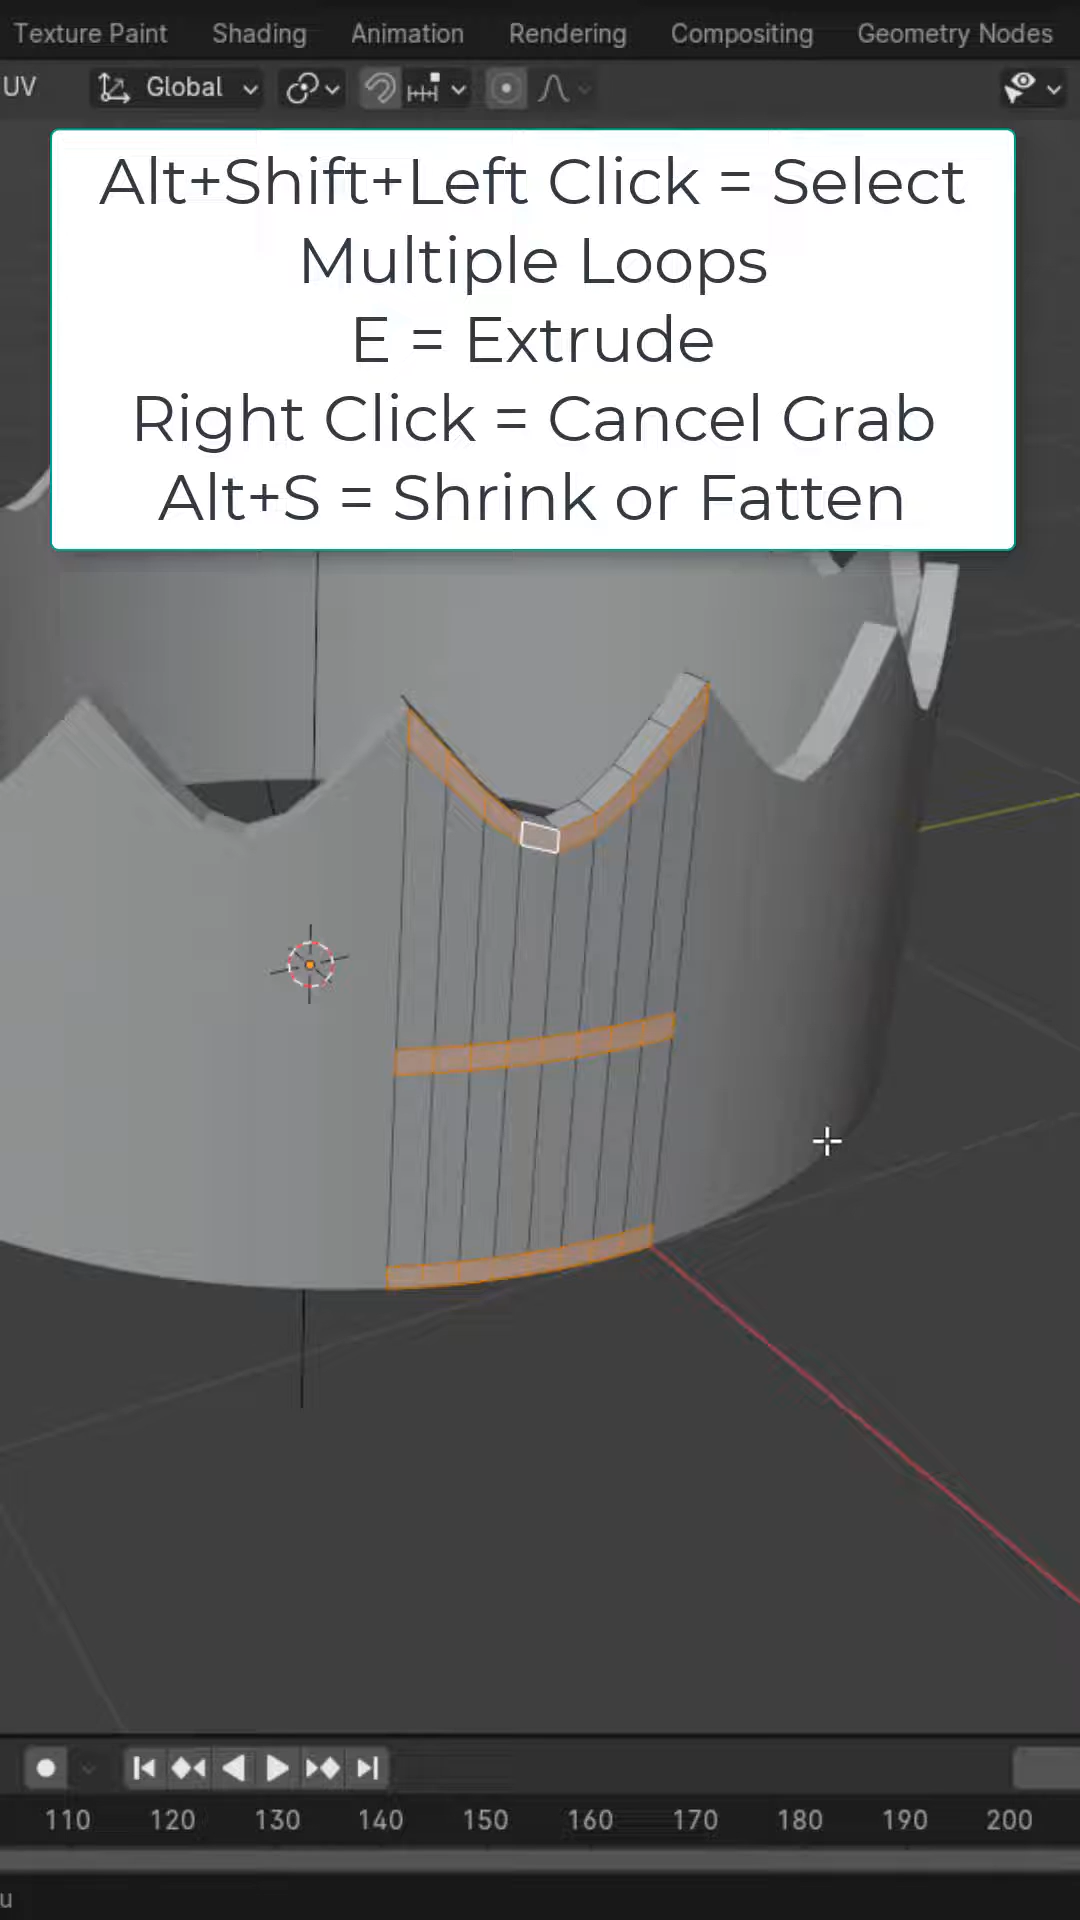 Texture Paint Shading Animation Rendering Compositing Geometry Nodes
UV Global
Alt+Shift+Left Click = Select
Multiple Loops
E = Extrude
Right Click = Cancel Grab
Alt+S = Shrink or Fatten
110 120 130 140 150 160 170 180 190 200
u